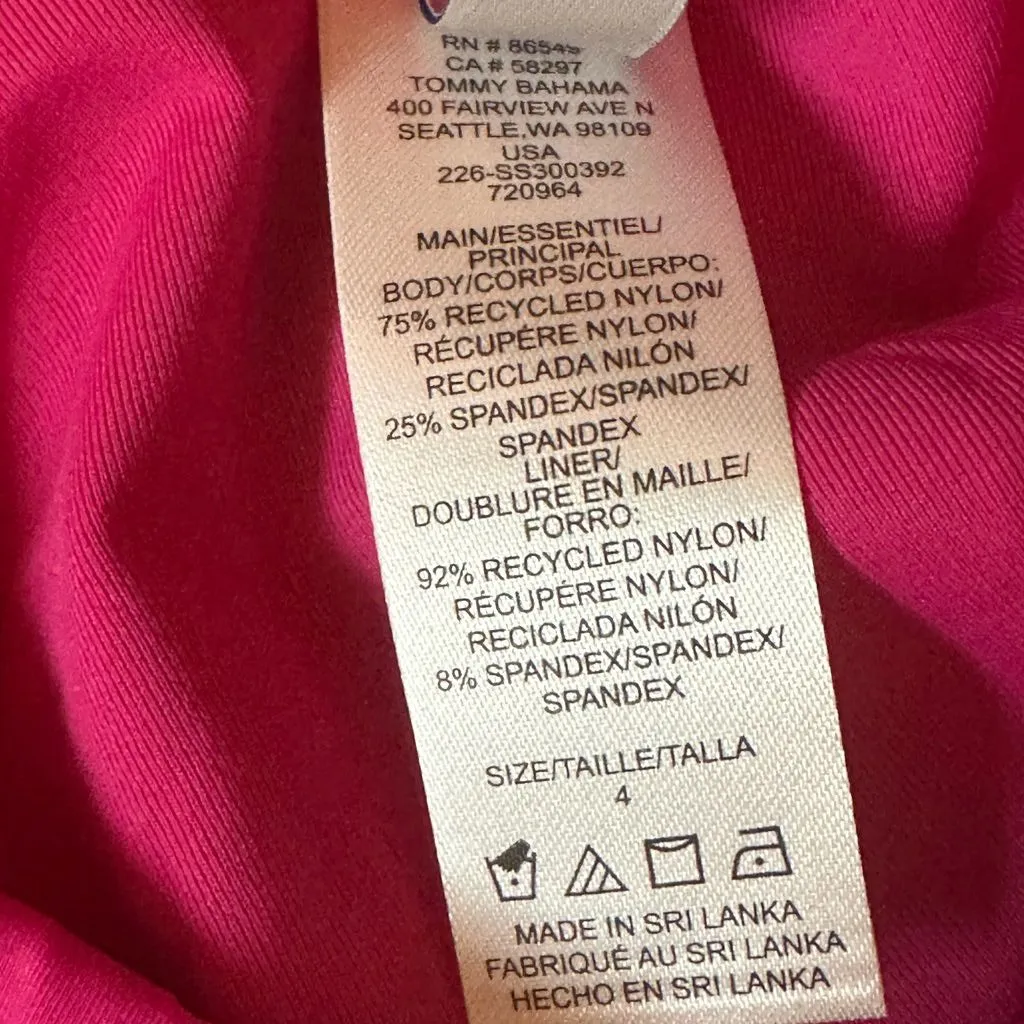 RN # 86549
CA # 58297
TOMMY BAHAMA
400 FAIRVIEW AVE N
SEATTLE,WA 98109
USA
226-SS300392
720964
MAIN/ESSENTIEL/
PRINCIPAL
BODY/CORPS/CUERPO:
75% RECYCLED NYLON/
RÉCUPÉRE NYLON/
RECICLADA NILÓN
25% SPANDEX/SPANDEX/
SPANDEX
LINER/
DOUBLURE EN MAILLE/
FORRO:
92% RECYCLED NYLON/
RÉCUPÉRE NYLON/
RECICLADA NILÓN
8% SPANDEX/SPANDEX/
SPANDEX
SIZE/TAILLE/TALLA
4
MADE IN SRI LANKA
FABRIQUÉ AU SRI LANKA
HECHO EN SRI LANKA